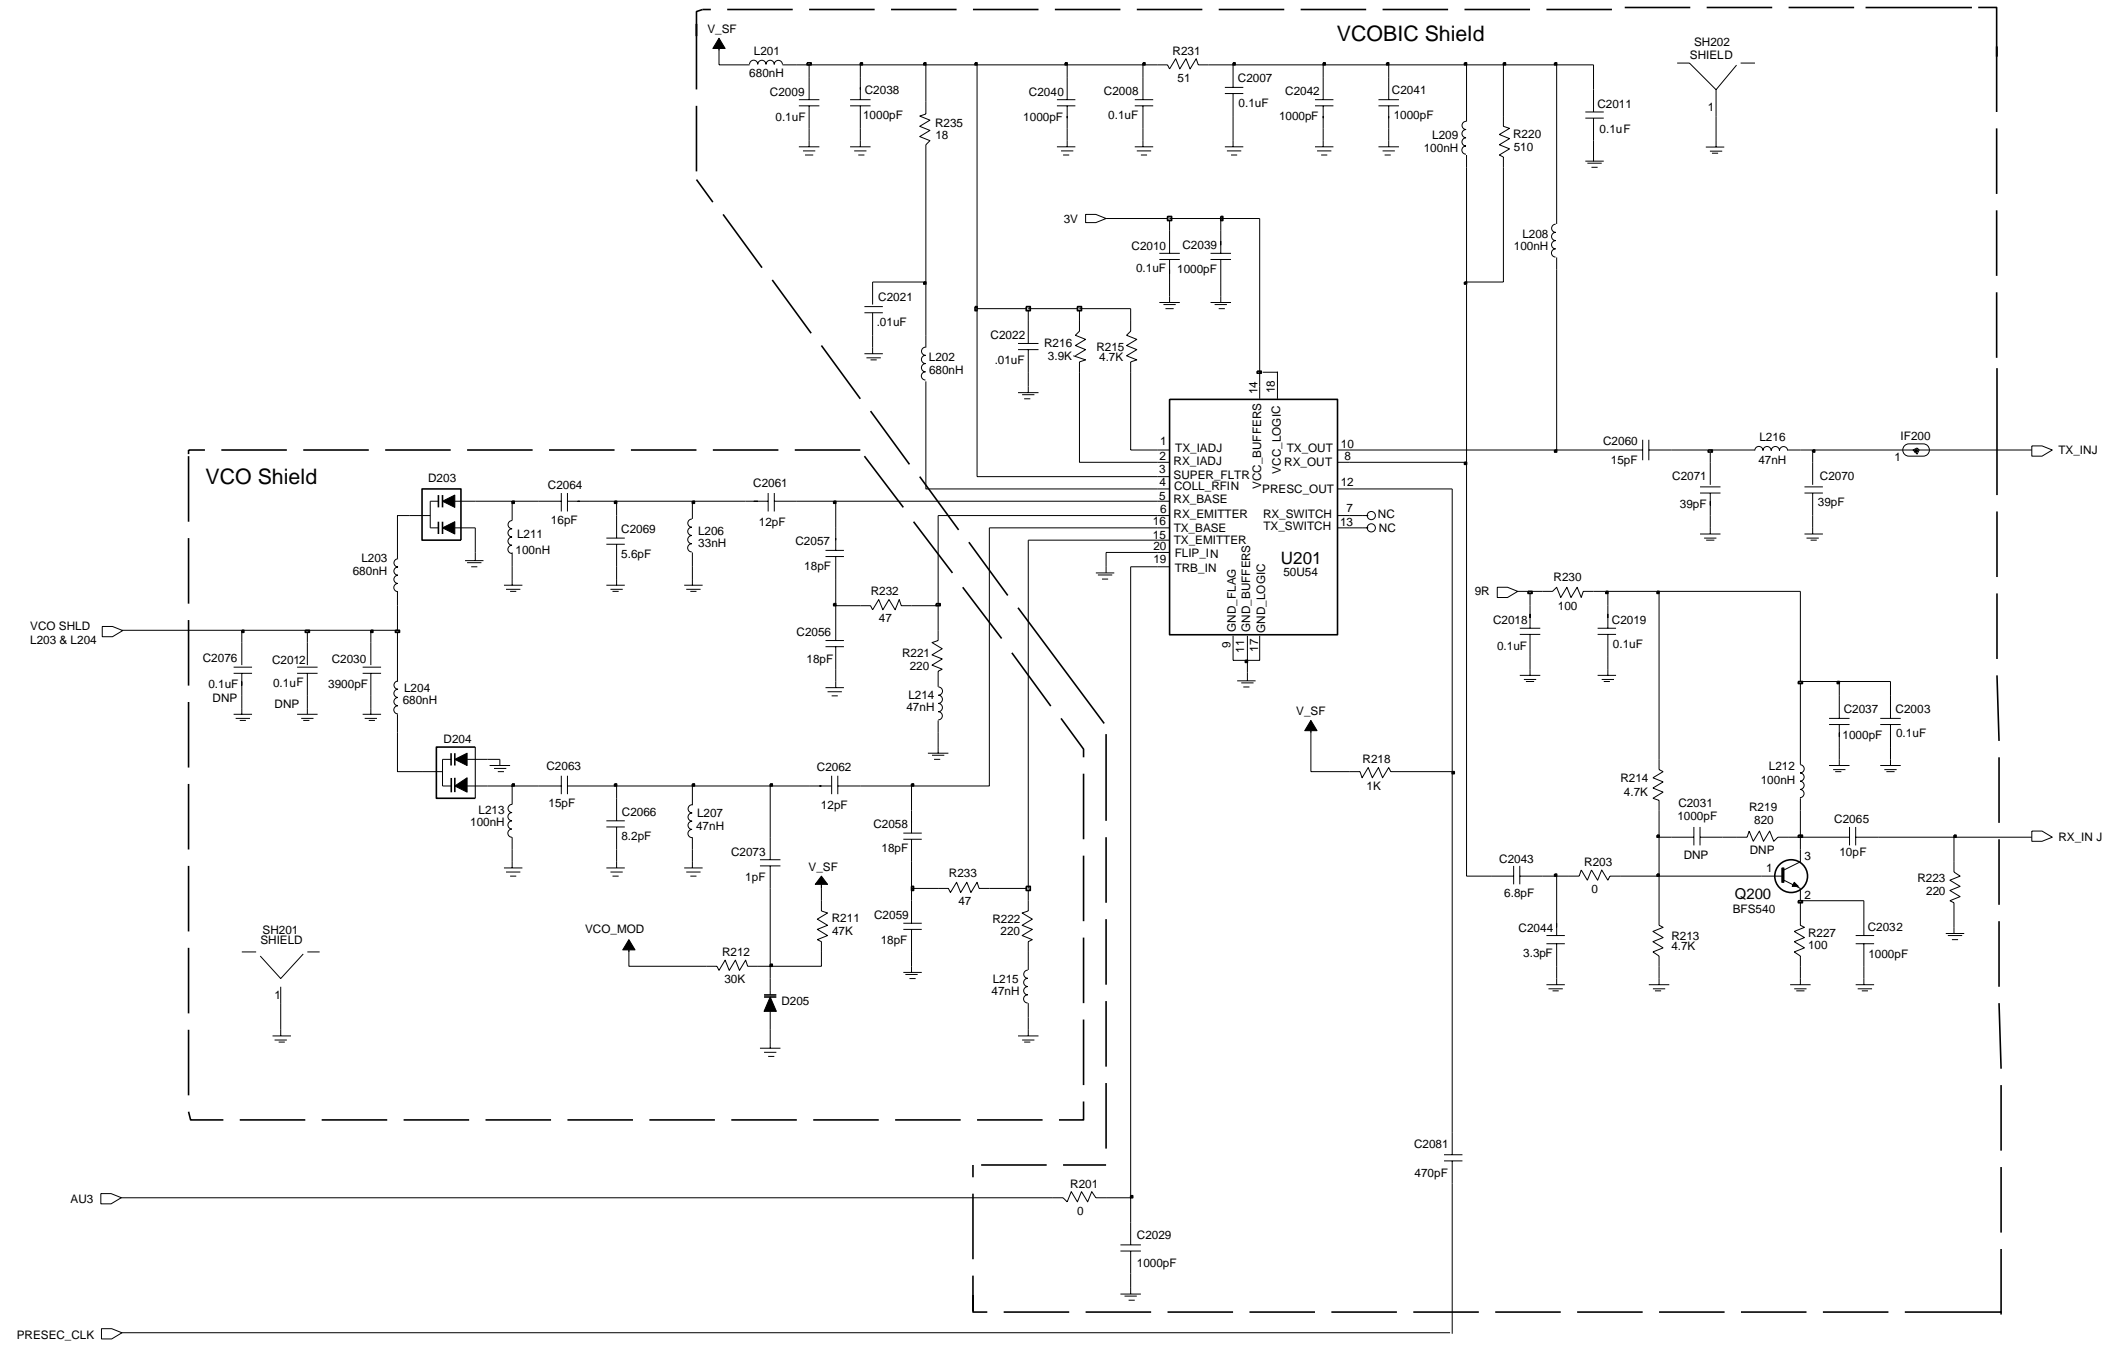 VCOBIC Shield
V_SF
L201
680nH
C2009
0.1uF
C2038
1000pF
R235
18
C2040
1000pF
C2008
0.1uF
R231
51
C2007
0.1uF
C2042
1000pF
C2041
1000pF
L209
100nH
R220
510
C2011
0.1uF
SH202
SHIELD
1
3V
C2010
0.1uF
C2039
1000pF
L208
100nH
C2021
.01uF
L202
680nH
C2022
.01uF
R216
3.9K
R215
4.7K
14
18
VCC_BUFFERS
VCC_LOGIC
1
TX_IADJ
2
RX_IADJ
3
SUPER_FLTR
4
COLL_RFIN
5
RX_BASE
6
RX_EMITTER
16
TX_BASE
15
TX_EMITTER
20
FLIP_IN
19
TRB_IN
TX_OUT
10
RX_OUT
8
PRESC_OUT
12
RX_SWITCH
7
NC
TX_SWITCH
13
NC
U201
50U54
GND_FLAG
GND_BUFFERS
GND_LOGIC
9
11
17
C2060
15pF
C2071
39pF
L216
47nH
C2070
39pF
IF200
1
TX_INJ
VCO Shield
D203
C2064
16pF
L211
100nH
C2069
5.6pF
L206
33nH
C2061
12pF
C2057
18pF
L203
680nH
VCO SHLD
L203 & L204
C2076
0.1uF
DNP
C2012
0.1uF
DNP
C2030
3900pF
L204
680nH
R232
47
C2056
18pF
R221
220
L214
47nH
D204
C2063
15pF
L213
100nH
C2066
8.2pF
L207
47nH
C2073
1pF
C2062
12pF
C2058
18pF
C2059
18pF
R233
47
R222
220
L215
47nH
V_SF
R211
47K
VCO_MOD
R212
30K
D205
SH201
SHIELD
1
9R
R230
100
C2018
0.1uF
C2019
0.1uF
V_SF
R218
1K
C2037
1000pF
C2003
0.1uF
L212
100nH
R214
4.7K
C2031
1000pF
DNP
R219
820
DNP
C2065
10pF
RX_IN J
C2043
6.8pF
R203
0
1
3
2
Q200
BFS540
R223
220
C2044
3.3pF
R213
4.7K
R227
100
C2032
1000pF
C2081
470pF
AU3
R201
0
C2029
1000pF
PRESEC_CLK